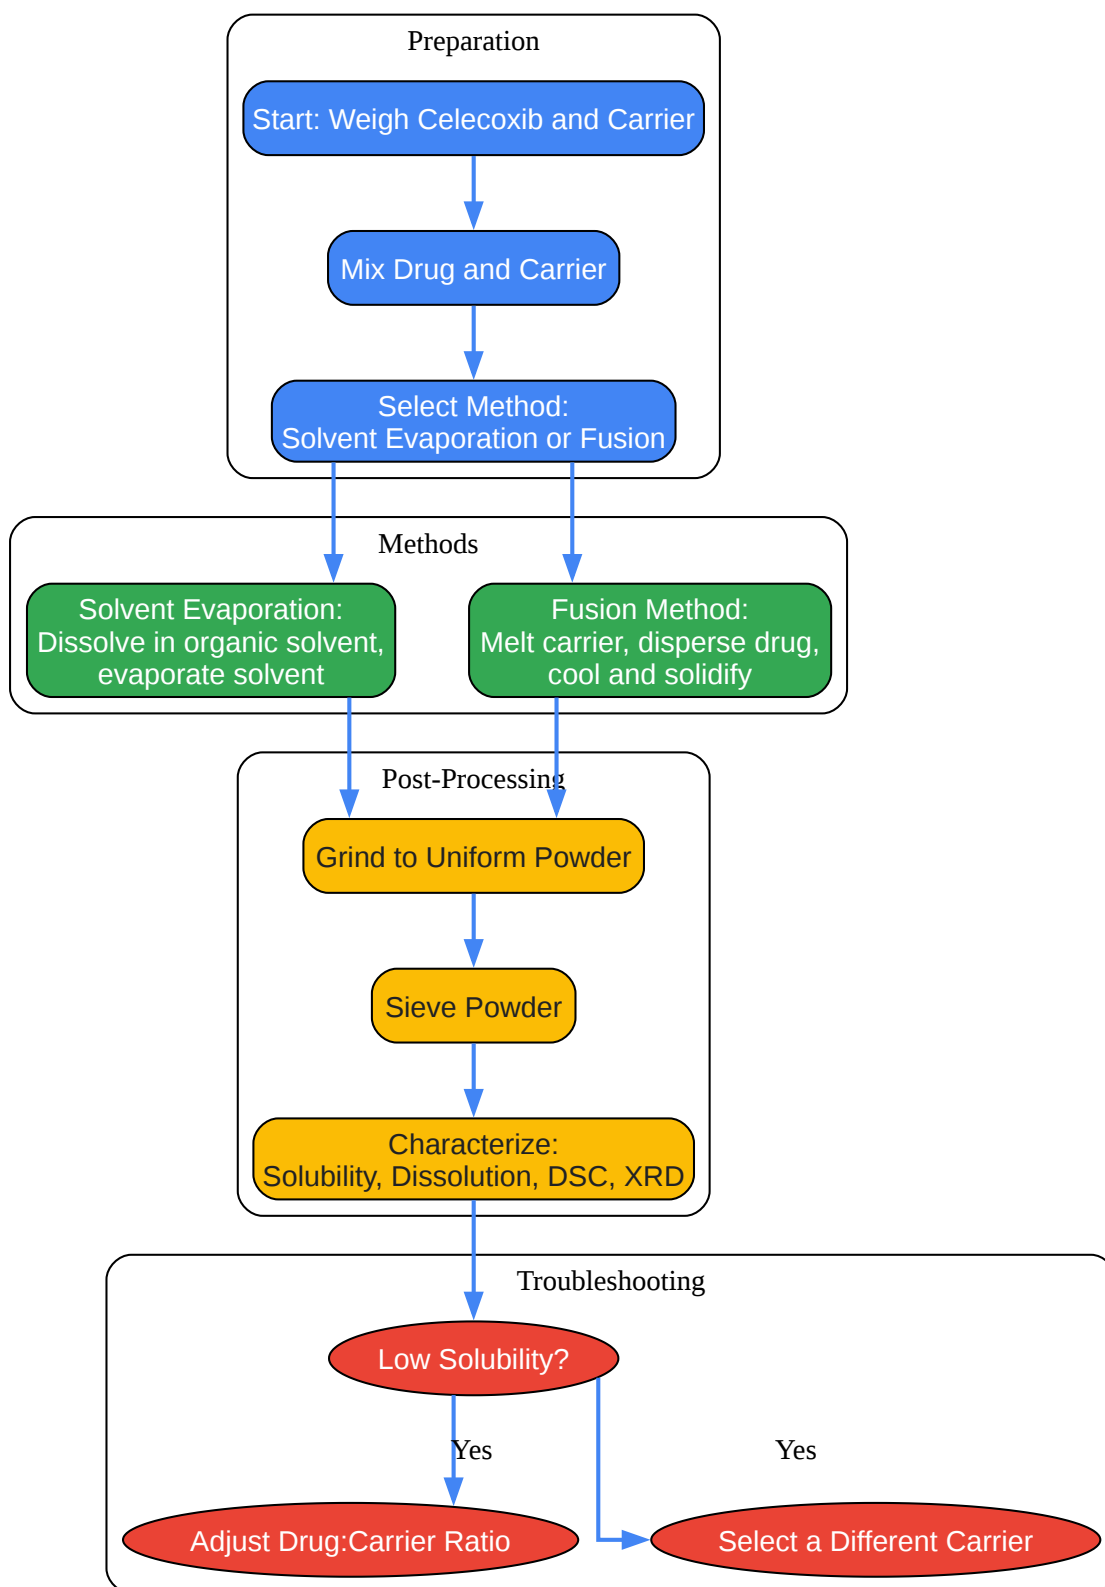 Preparation
Start: Weigh Celecoxib and Carrier
Mix Drug and Carrier
Select Method:
Solvent Evaporation or Fusion
Methods
Solvent Evaporation:
Dissolve in organic solvent,
evaporate solvent
Fusion Method:
Melt carrier, disperse drug,
cool and solidify
Post-Processing
Grind to Uniform Powder
Sieve Powder
Characterize:
Solubility, Dissolution, DSC, XRD
Troubleshooting
Low Solubility?
Yes
Yes
Adjust Drug:Carrier Ratio
Select a Different Carrier